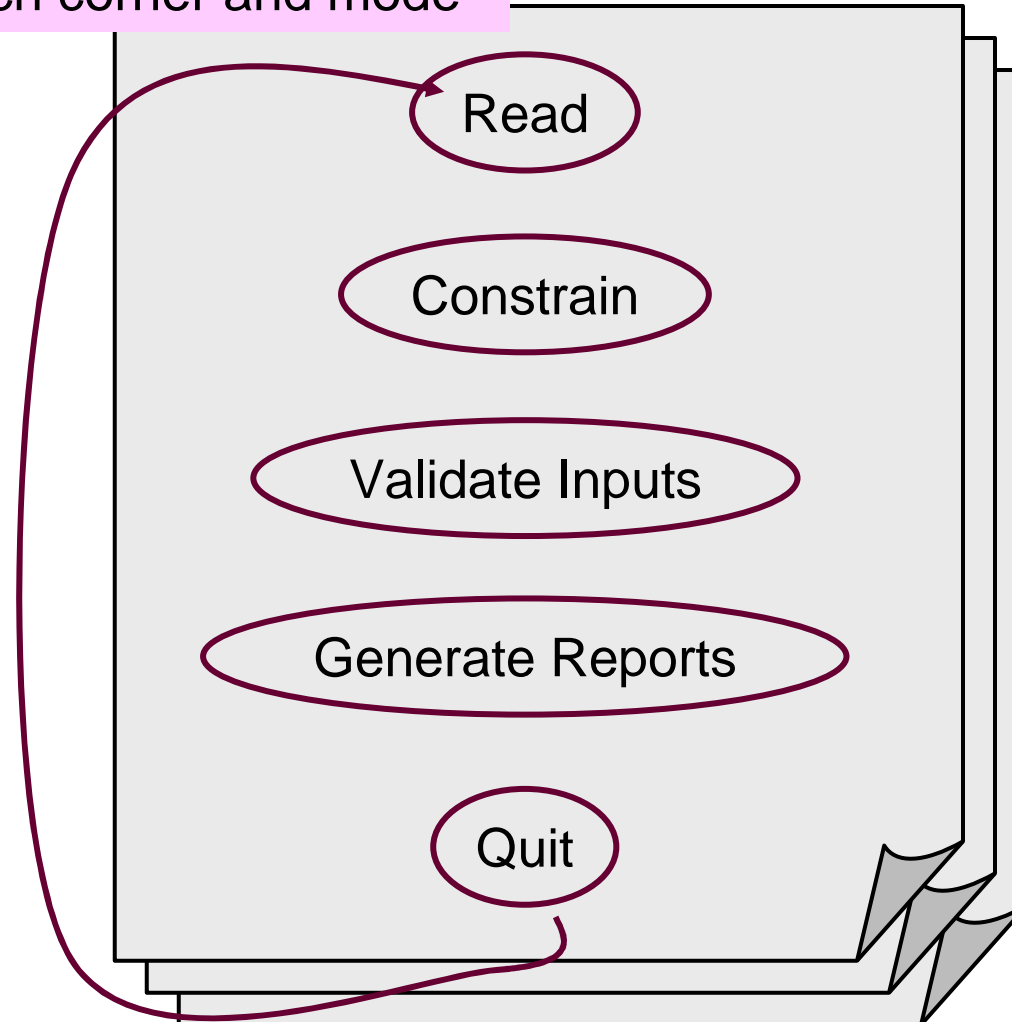 corner and mode
Read
Constrain
Validate Inputs
Generate Reports
Quit